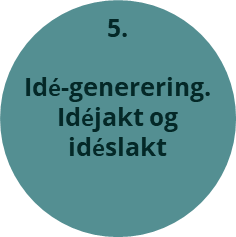 5.
Idé-generering.
Idéjakt og
idéslakt